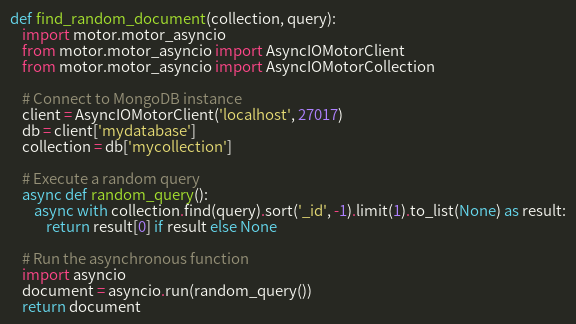 def find_random_document(collection, query):
    import motor.motor_asyncio
    from motor.motor_asyncio import AsyncIOMotorClient
    from motor.motor_asyncio import AsyncIOMotorCollection

    # Connect to MongoDB instance
    client = AsyncIOMotorClient('localhost', 27017)
    db = client['mydatabase']
    collection = db['mycollection']

    # Execute a random query
    async def random_query():
        async with collection.find(query).sort('_id', -1).limit(1).to_list(None) as result:
            return result[0] if result else None

    # Run the asynchronous function
    import asyncio
    document = asyncio.run(random_query())
    return document